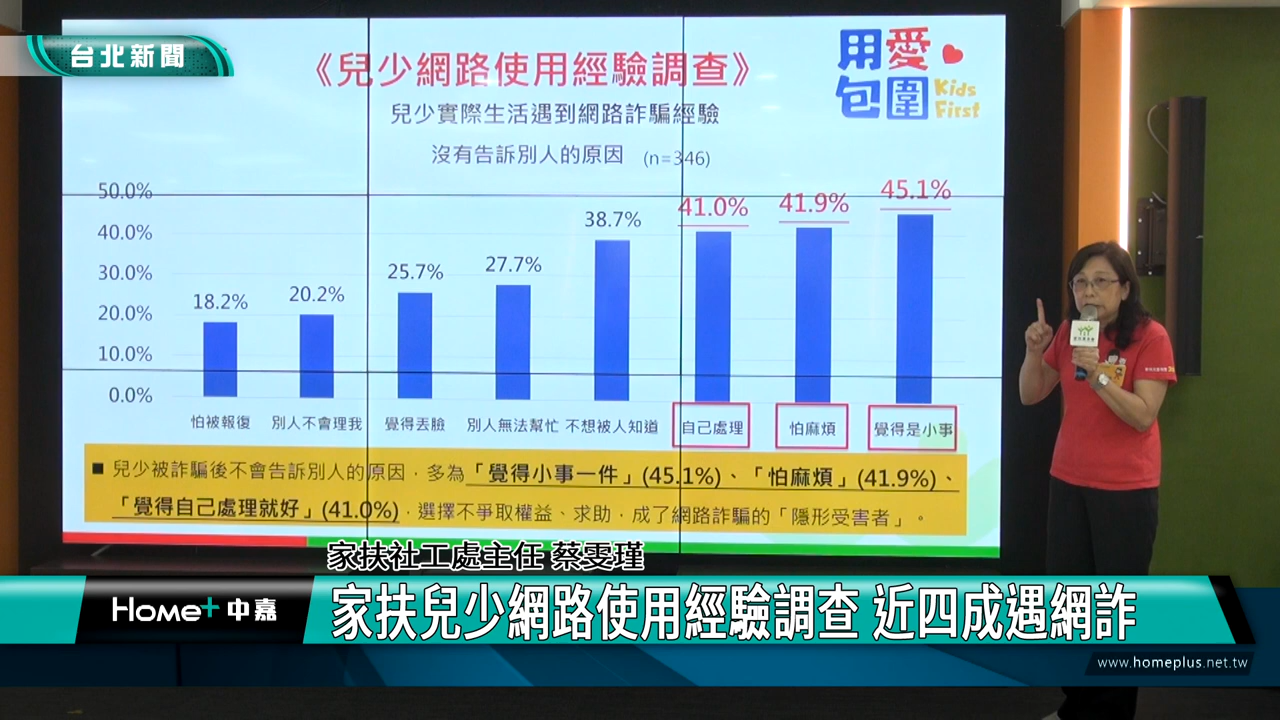 台北新聞
《兒少網路使用經驗調查》
用愛
包圍
Kids
First
兒少實際生活遇到網路詐騙經驗
沒有告訴別人的原因 (n=346)
50.0%
40.0%
30.0%
20.0%
10.0%
0.0%
18.2%
20.2%
25.7%
27.7%
38.7%
41.0%
41.9%
45.1%
怕被報復
別人不會理我
覺得丟臉
別人無法幫忙
不想被人知道
自己處理
怕麻煩
覺得是小事
■ 兒少被詐騙後不會告訴別人的原因，多為「覺得小事一件」(45.1%)、「怕麻煩」(41.9%)、
「覺得自己處理就好」(41.0%)，選擇不爭取權益、求助，成了網路詐騙的「隱形受害者」。
家扶社工處主任 蔡雯瑾
Home+中嘉
家扶兒少網路使用經驗調查 近四成遇網詐
www.homeplus.net.tw